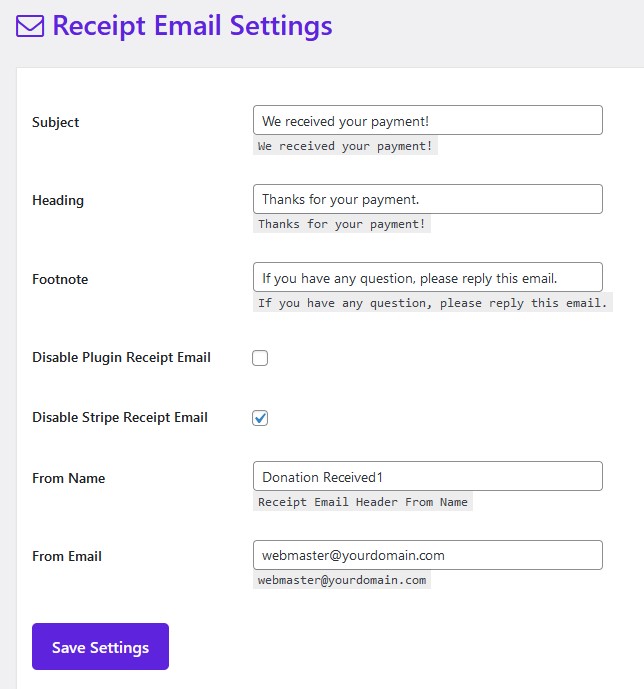 Receipt Email Settings
Subject
We received your payment!
We received your payment!
Heading
Thanks for your payment.
Thanks for your payment!
Footnote
If you have any question, please reply this email.
If you have any question, please reply this email.
Disable Plugin Receipt Email
Disable Stripe Receipt Email
From Name
Donation Received1
Receipt Email Header From Name
From Email
webmaster@yourdomain.com
webmaster@yourdomain.com
Save Settings